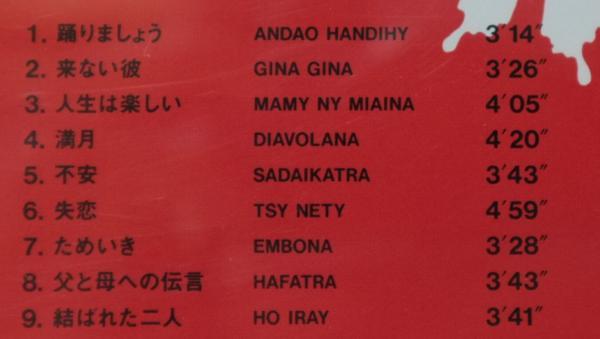 1. 踊りましょう ANDAO HANDIHY 3′14″
2. 来ない彼 GINA GINA 3′26″
3. 人生は楽しい MAMY NY MIAINA 4′05″
4. 満月 DIAVOLANA 4′20″
5. 不安 SADAIKATRA 3′43″
6. 失恋 TSY NETY 4′59″
7. ためいき EMBONA 3′28″
8. 父と母への伝言 HAFATRA 3′43″
9. 結ばれた二人 HO IRAY 3′41″